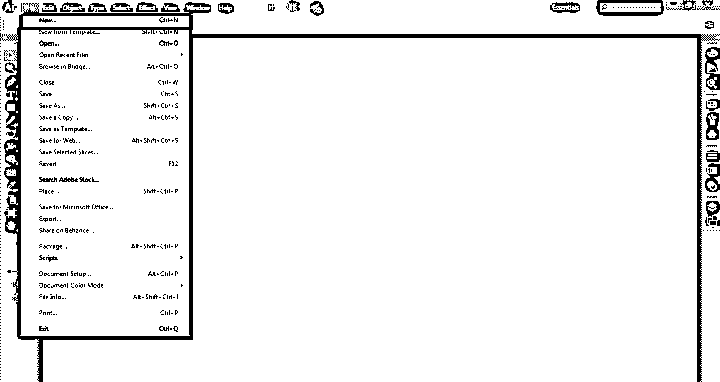 Ai File Edit Object Type Select Effect View Window Help Essentials
New... Ctrl+N
New from Template... Shift+Ctrl+N
Open... Ctrl+O
Open Recent Files
Browse in Bridge... Alt+Ctrl+O
Close Ctrl+W
Save Ctrl+S
Save As... Shift+Ctrl+S
Save a Copy... Alt+Ctrl+S
Save as Template...
Save for Web... Alt+Shift+Ctrl+S
Save Selected Slices...
Revert F12
Search Adobe Stock...
Place... Shift+Ctrl+P
Save for Microsoft Office...
Export...
Share on Behance...
Package... Alt+Shift+Ctrl+P
Scripts
Document Setup... Alt+Ctrl+P
Document Color Mode
File Info... Alt+Shift+Ctrl+I
Print... Ctrl+P
Exit Ctrl+Q